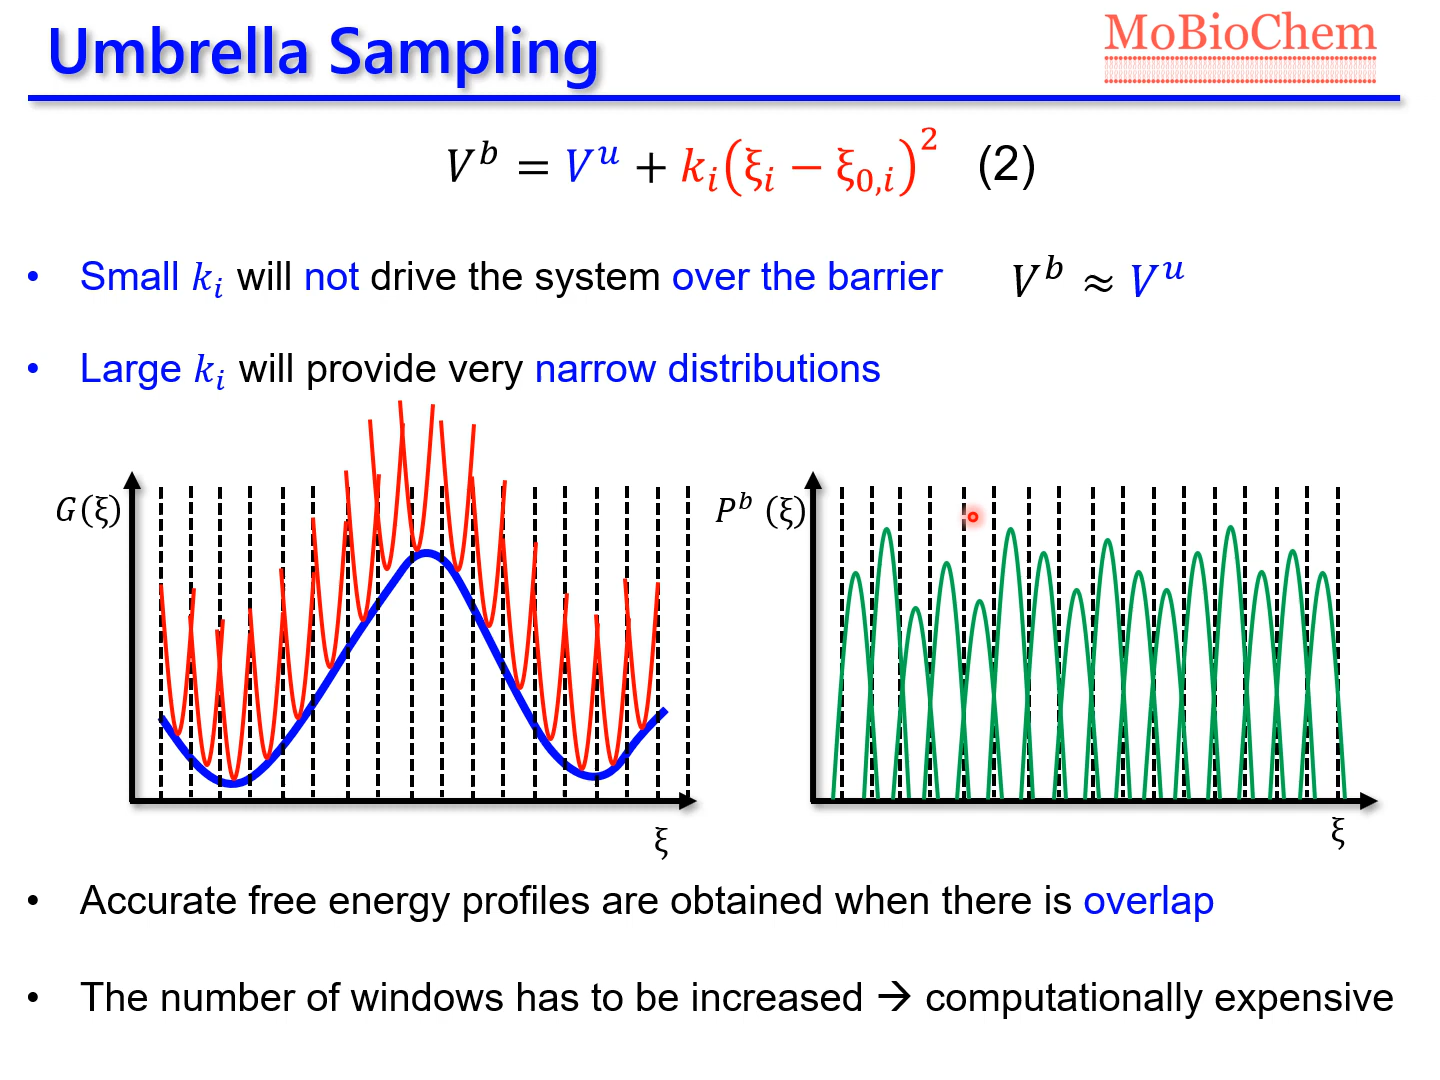 Umbrella Sampling
MoBioChem
V^b = V^u + k_i(ξ_i − ξ_{0,i})^2 (2)
• Small k_i will not drive the system over the barrier V^b ≈ V^u
• Large k_i will provide very narrow distributions
G(ξ)
P^b (ξ)
ξ
ξ
• Accurate free energy profiles are obtained when there is overlap
• The number of windows has to be increased → computationally expensive